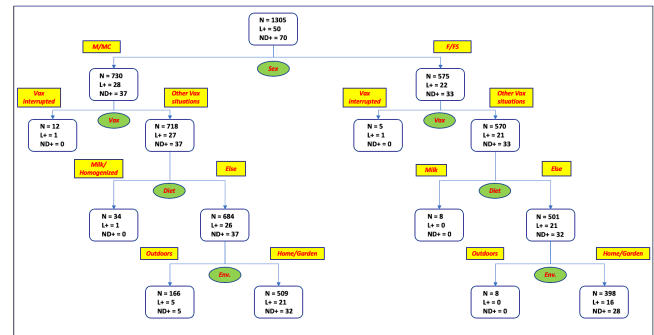 N = 1305
L+ = 50
ND+ = 70
M/MC
F/FS
Sex
N = 730
L+ = 28
ND+ = 37
N = 575
L+ = 22
ND+ = 33
Vax
interrupted
Other Vax
situations
Vax
interrupted
Other Vax
situations
Vax
Vax
N = 12
L+ = 1
ND+ = 0
N = 718
L+ = 27
ND+ = 37
N = 5
L+ = 1
ND+ = 0
N = 570
L+ = 21
ND+ = 33
Milk/
Homogenized
Else
Milk
Else
Diet
Diet
N = 34
L+ = 1
ND+ = 0
N = 684
L+ = 26
ND+ = 37
N = 8
L+ = 0
ND+ = 0
N = 501
L+ = 21
ND+ = 32
Outdoors
Home/Garden
Outdoors
Home/Garden
Env.
Env.
N = 166
L+ = 5
ND+ = 5
N = 509
L+ = 21
ND+ = 32
N = 8
L+ = 0
ND+ = 0
N = 398
L+ = 16
ND+ = 28